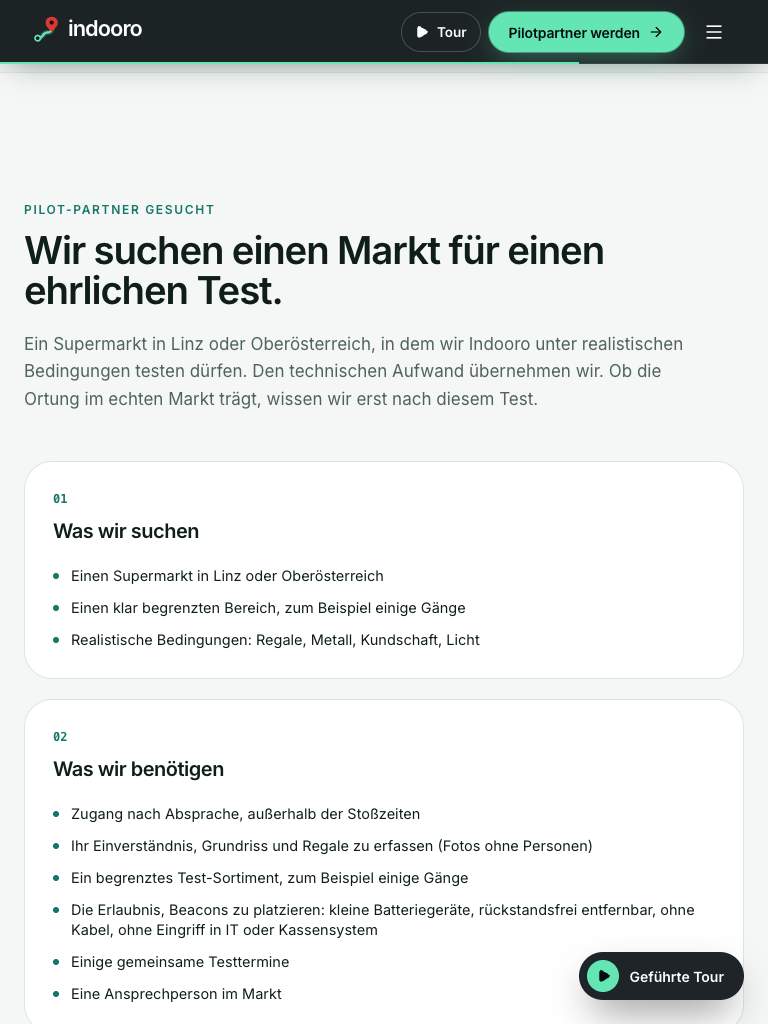 indooro
Tour
Pilotpartner werden
PILOT-PARTNER GESUCHT
Wir suchen einen Markt für einen
ehrlichen Test.
Ein Supermarkt in Linz oder Oberösterreich, in dem wir Indooro unter realistischen
Bedingungen testen dürfen. Den technischen Aufwand übernehmen wir. Ob die
Ortung im echten Markt trägt, wissen wir erst nach diesem Test.
01
Was wir suchen
Einen Supermarkt in Linz oder Oberösterreich
Einen klar begrenzten Bereich, zum Beispiel einige Gänge
Realistische Bedingungen: Regale, Metall, Kundschaft, Licht
02
Was wir benötigen
Zugang nach Absprache, außerhalb der Stoßzeiten
Ihr Einverständnis, Grundriss und Regale zu erfassen (Fotos ohne Personen)
Ein begrenztes Test-Sortiment, zum Beispiel einige Gänge
Die Erlaubnis, Beacons zu platzieren: kleine Batteriegeräte, rückstandsfrei entfernbar, ohne
Kabel, ohne Eingriff in IT oder Kassensystem
Einige gemeinsame Testtermine
Eine Ansprechperson im Markt
Geführte Tour